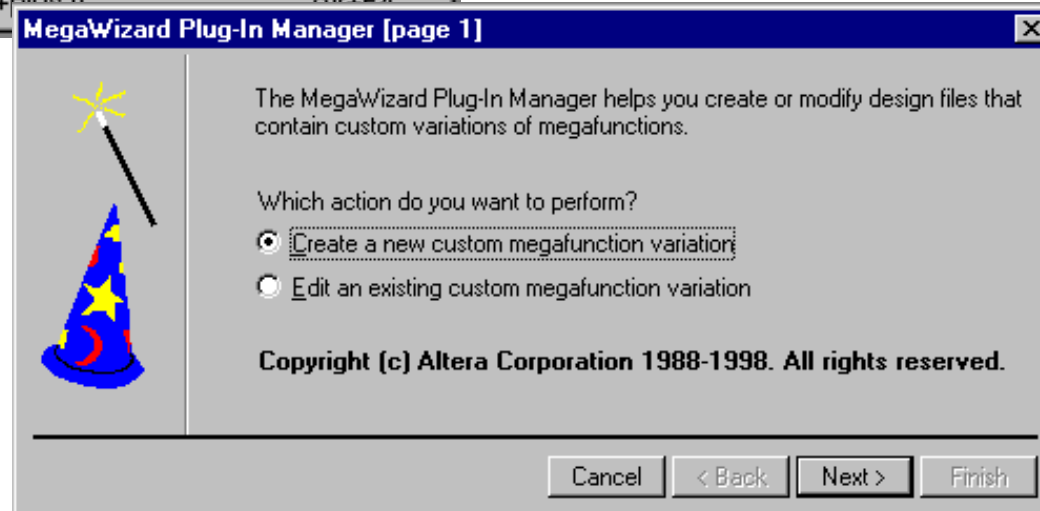 MegaWizard Plug-In Manager [page 1]
The MegaWizard Plug-In Manager helps you create or modify design files that
contain custom variations of megafunctions.
Which action do you want to perform?
Create a new custom megafunction variation
Edit an existing custom megafunction variation
Copyright (c) Altera Corporation 1988-1998. All rights reserved.
Cancel
< Back
Next >
Finish